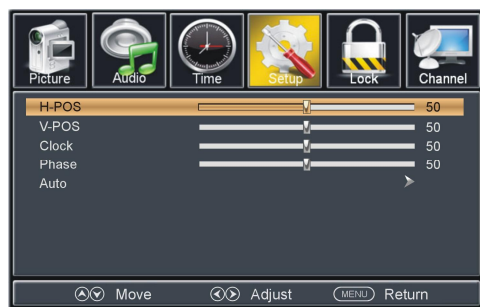 Picture Audio Time Setup Lock Channel
H-POS 50
V-POS 50
Clock 50
Phase 50
Auto
Move Adjust MENU Return